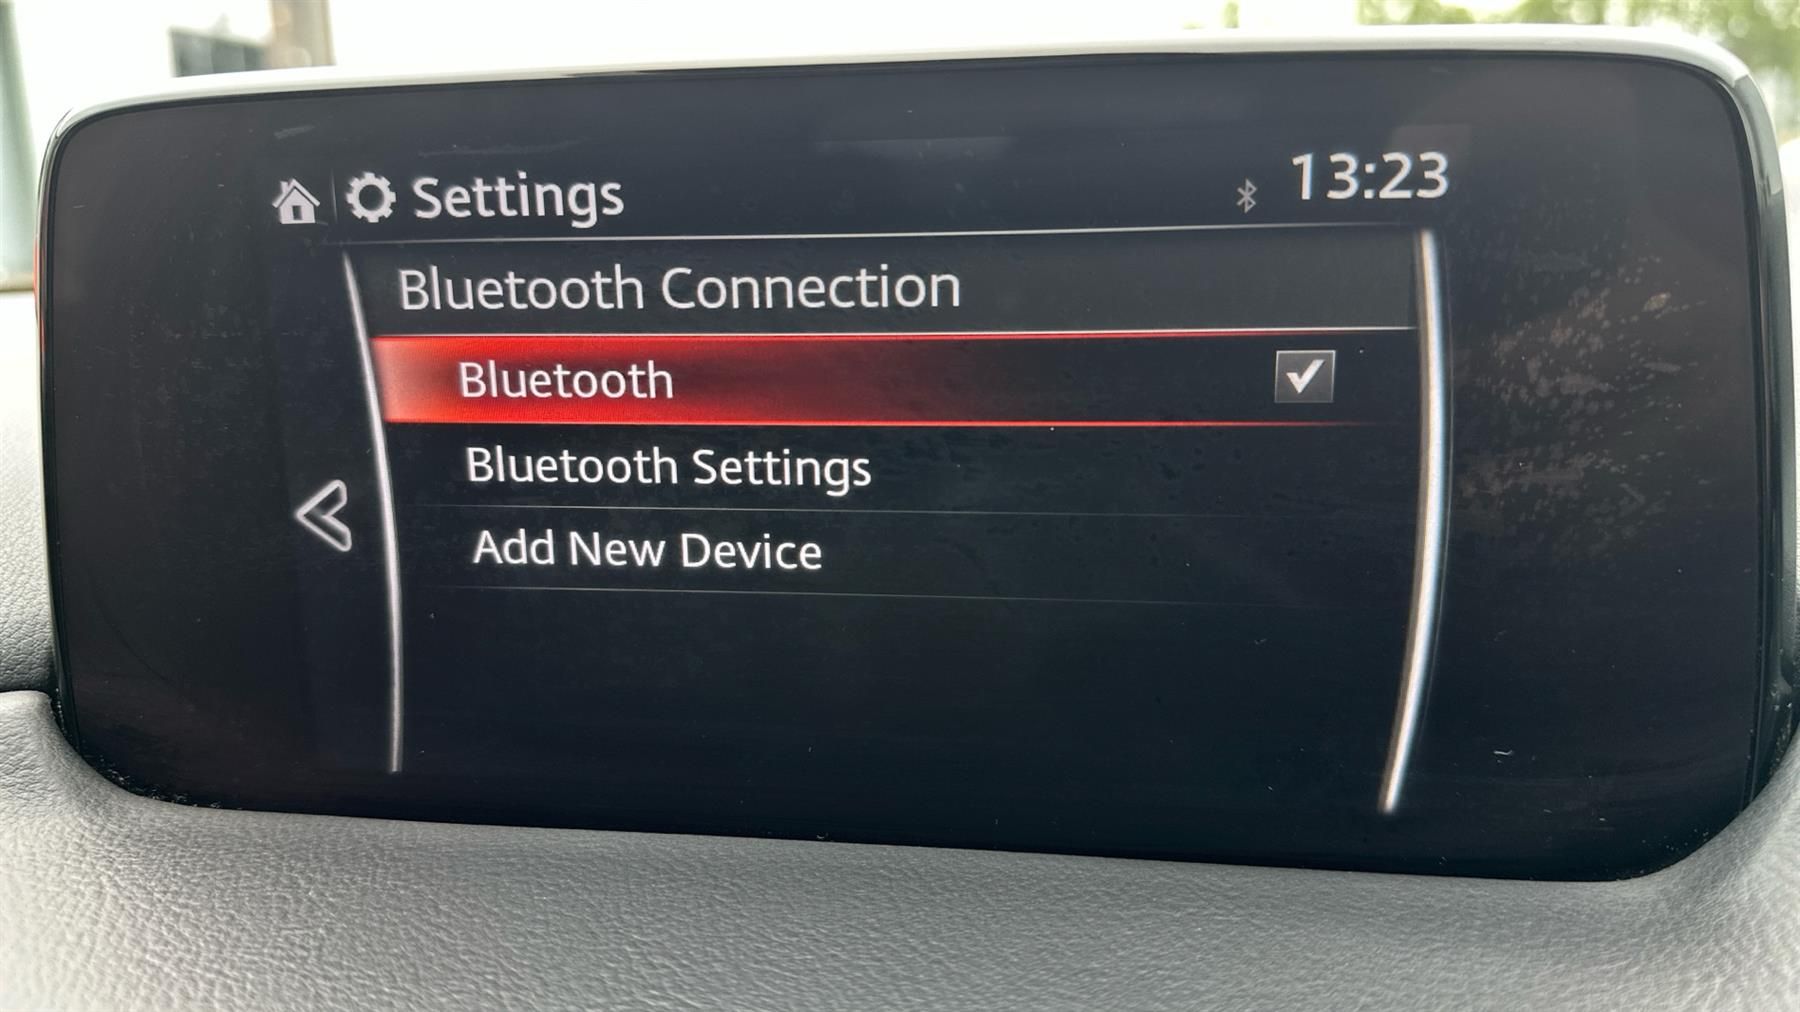 Settings
13:23
Bluetooth Connection
Bluetooth
Bluetooth Settings
Add New Device